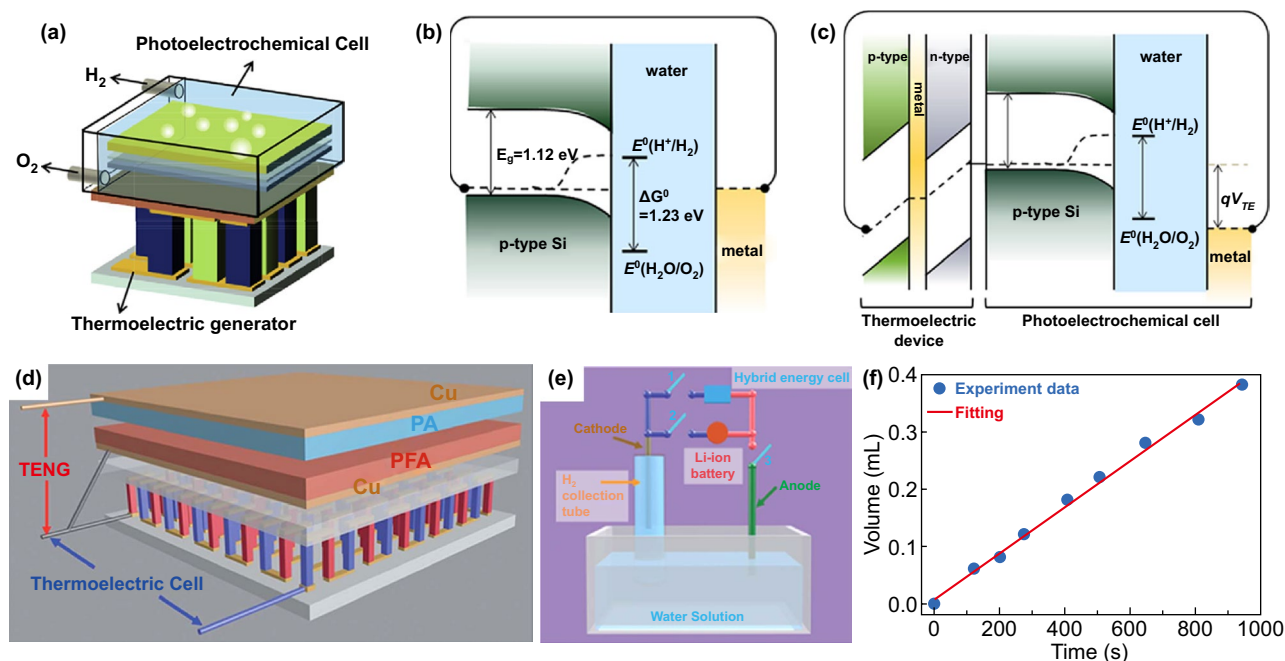 (a)
Photoelectrochemical Cell
H₂
O₂
Thermoelectric generator
(b)
water
E⁰(H⁺/H₂)
E_g=1.12 eV
ΔG⁰
=1.23 eV
p-type Si
E⁰(H₂O/O₂)
metal
(c)
p-type
metal
n-type
water
E⁰(H⁺/H₂)
qV_TE
p-type Si
E⁰(H₂O/O₂)
metal
Thermoelectric
device
Photoelectrochemical cell
(d)
Cu
PA
TENG
PFA
Cu
Thermoelectric Cell
(e)
Hybrid energy cell
Cathode
Li-ion
battery
H₂
collection
tube
Anode
Water Solution
(f)
Experiment data
Fitting
Volume (mL)
0.4
0.3
0.2
0.1
0.0
0
200
400
600
800
1000
Time (s)